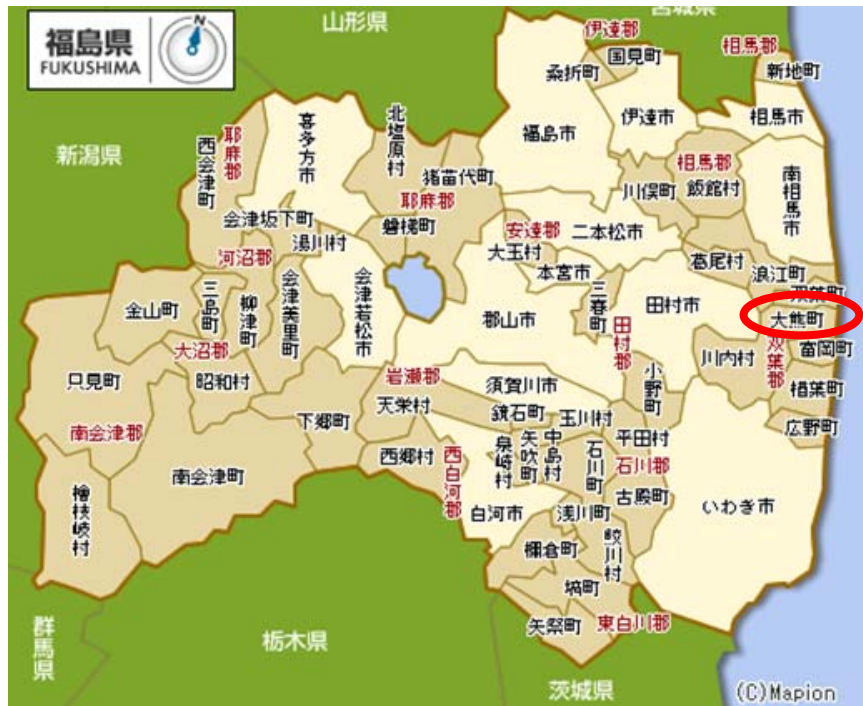 福島県
FUKUSHIMA
N
山形県
宮城県
新潟県
伊達郡
国見町
桑折町
相馬郡
新地町
福島市
伊達市
相馬市
北塩原村
喜多方市
耶麻郡
西会津町
猪苗代町
耶麻郡
磐梯町
相馬郡
飯館村
川俣町
南相馬市
会津坂下町
湯川村
河沼郡
安達郡
大玉村
二本松市
本宮市
葛尾村
浪江町
双葉町
大熊町
金山町
三島町
柳津町
会津美里町
会津若松市
郡山市
三春町
田村市
田村郡
川内村
双葉郡
富岡町
大沼郡
昭和村
只見町
岩瀬郡
須賀川市
小野町
楢葉町
天栄村
鏡石町
玉川村
広野町
下郷町
南会津郡
南会津町
西郷村
西白河郡
泉崎村
矢吹町
中島村
石川町
平田村
石川郡
古殿町
いわき市
檜枝岐村
白河市
浅川町
鮫川村
棚倉町
塙町
矢祭町
東白川郡
群馬県
栃木県
茨城県
(C)Mapion